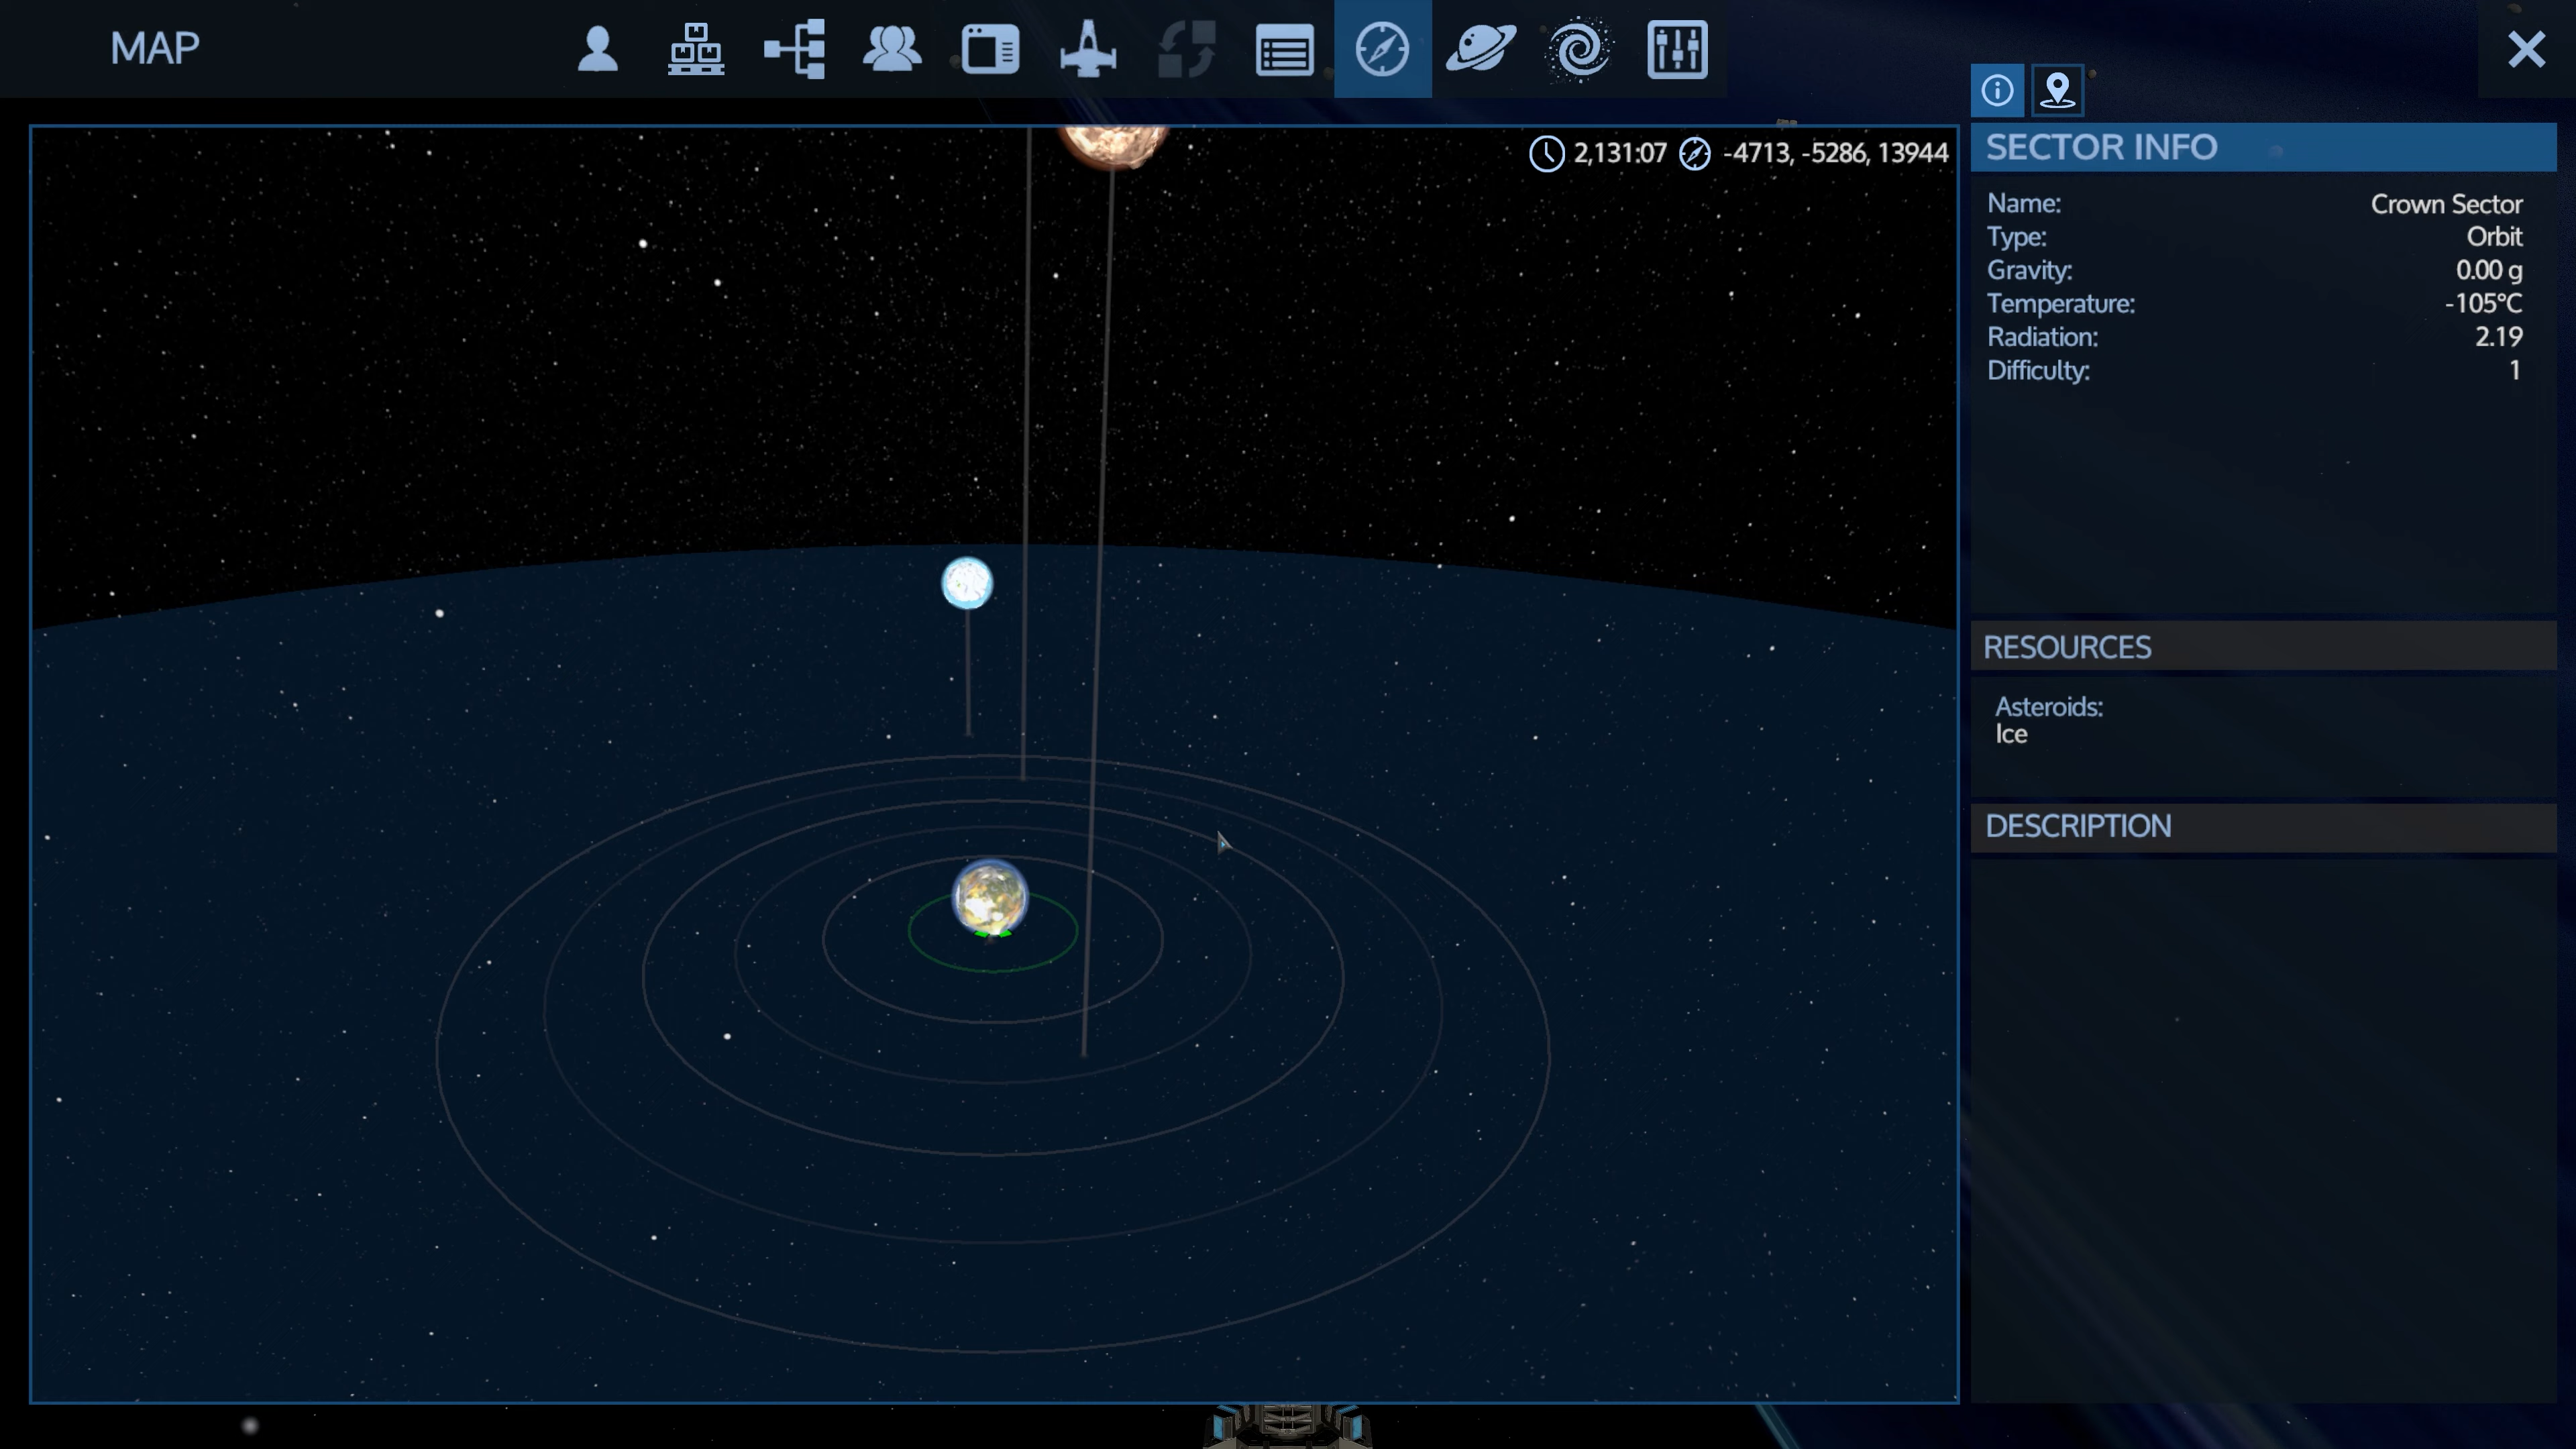 MAP
2,131:07 -4713, -5286, 13944
SECTOR INFO
Name: Crown Sector
Type: Orbit
Gravity: 0.00 g
Temperature: -105°C
Radiation: 2.19
Difficulty: 1
RESOURCES
Asteroids:
Ice
DESCRIPTION